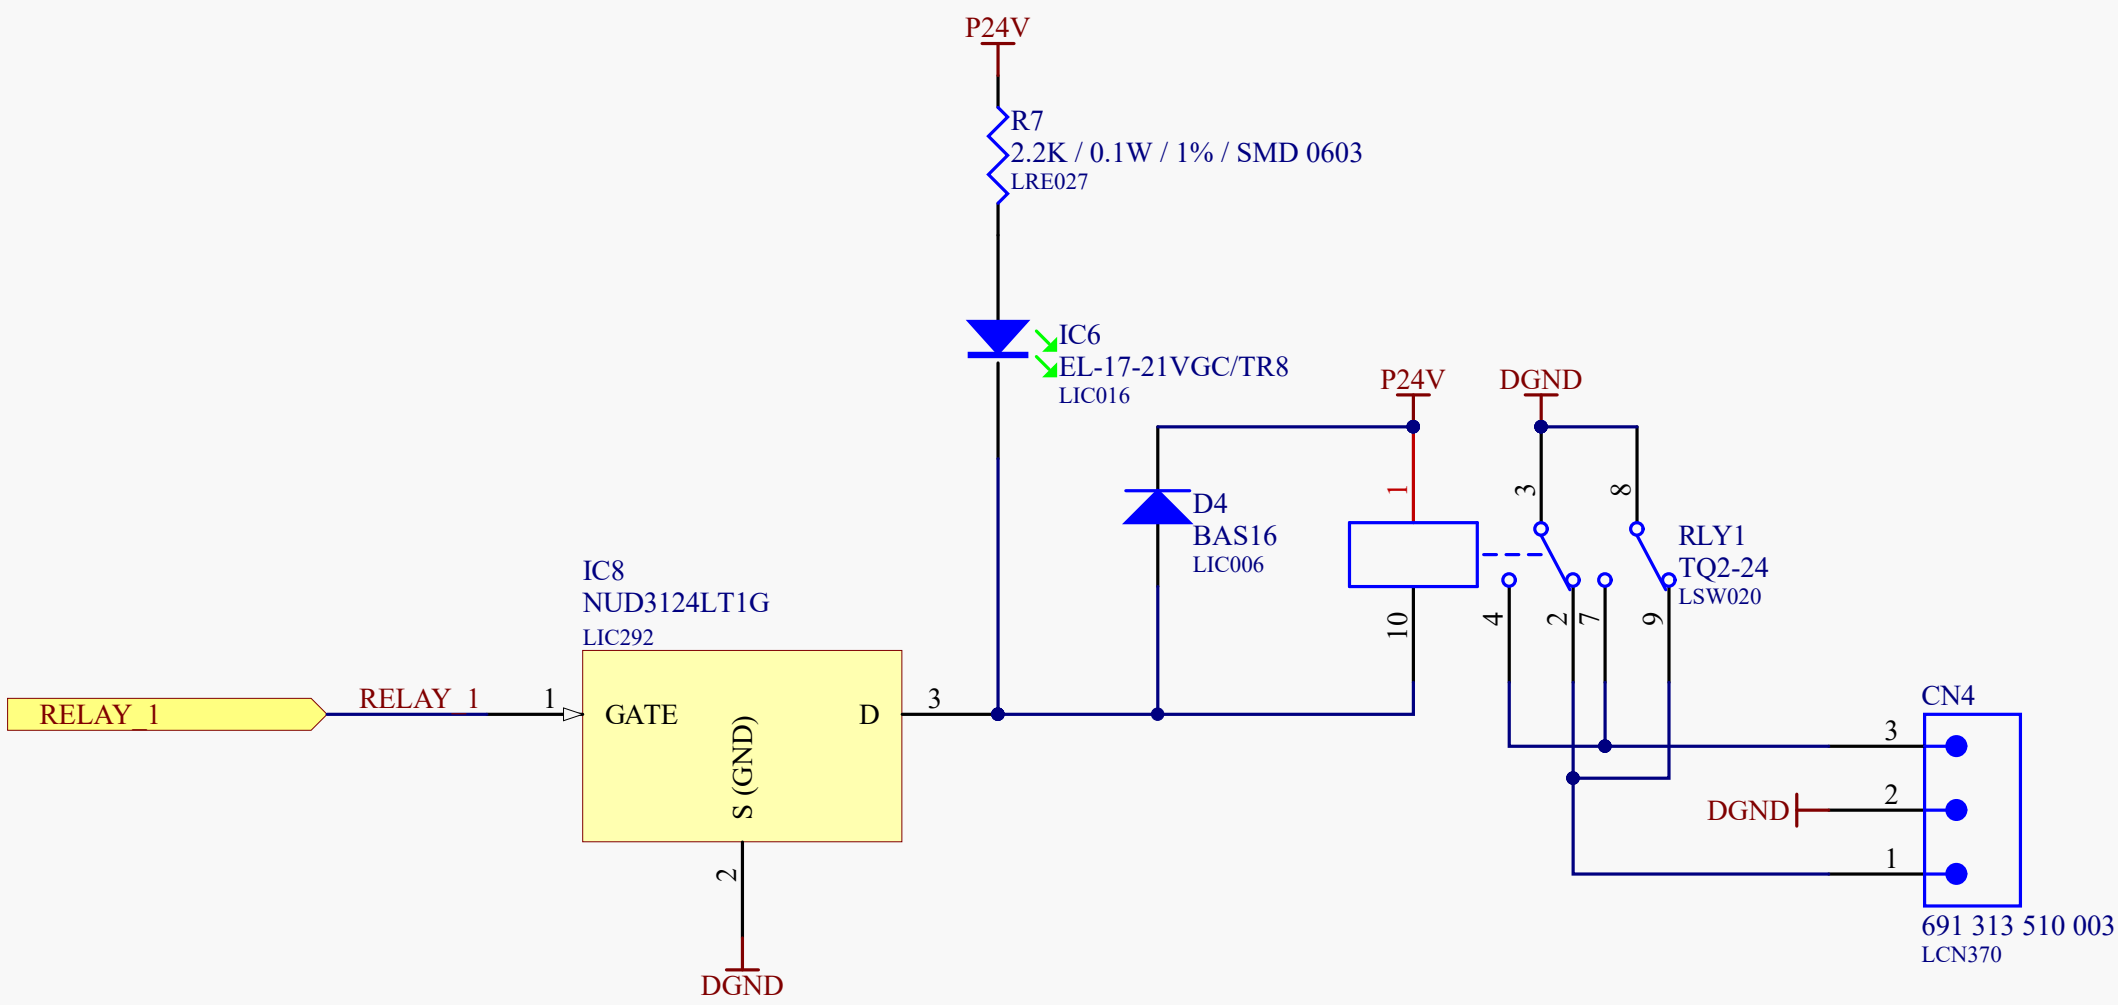 P24V
R7
2.2K / 0.1W / 1% / SMD 0603
LRE027
IC6
EL-17-21VGC/TR8
LIC016
P24V
DGND
1
3
8
D4
BAS16
LIC006
RLY1
TQ2-24
LSW020
10
4
2
7
9
IC8
NUD3124LT1G
LIC292
RELAY_1
RELAY_1
1
GATE
D
3
S (GND)
2
DGND
CN4
3
DGND
2
1
691 313 510 003
LCN370